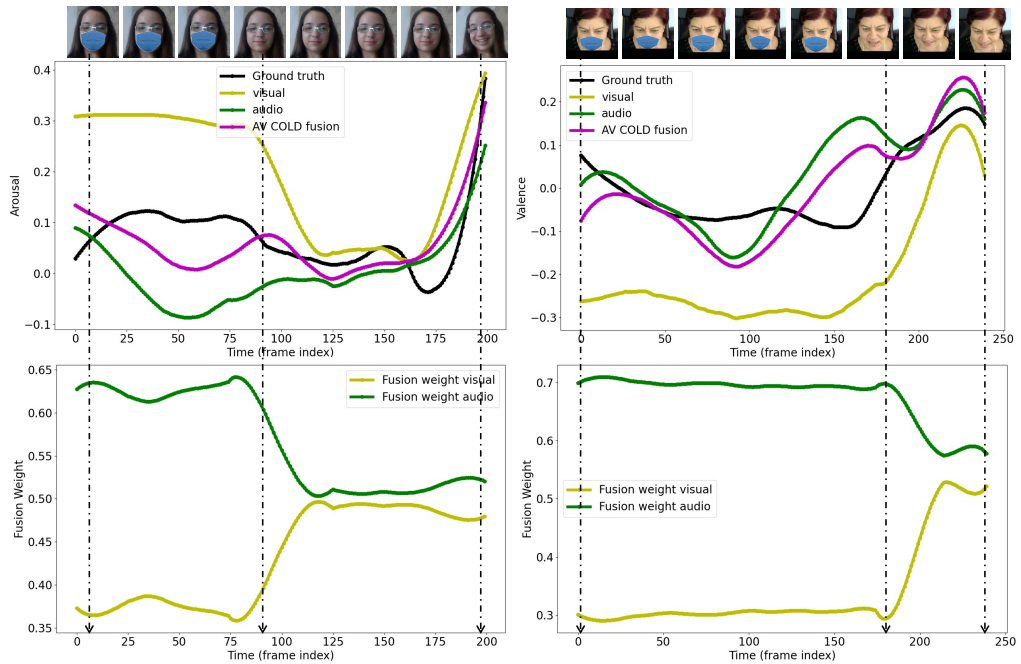 0.4
0.3
0.2
0.1
0.0
−0.1
Arousal
Ground truth
visual
audio
AV COLD fusion
0 25 50 75 100 125 150 175 200
Time (frame index)
0.2
0.1
0.0
−0.1
−0.2
−0.3
Valence
Ground truth
visual
audio
AV COLD fusion
0 50 100 150 200 250
Time (frame index)
0.65
0.60
0.55
0.50
0.45
0.40
0.35
Fusion Weight
Fusion weight visual
Fusion weight audio
0 25 50 75 100 125 150 175 200
Time (frame index)
0.7
0.6
0.5
0.4
0.3
Fusion Weight
Fusion weight visual
Fusion weight audio
0 50 100 150 200 250
Time (frame index)